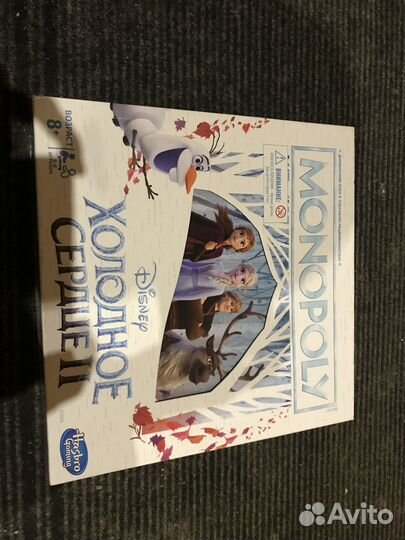 MONOPOLY
ВНИМАНИЕ:
DISNEY
ХОЛОДНОЕ
СЕРДЦЕ II
ВОЗРАСТ
8+
Hasbro
Gaming
Avito